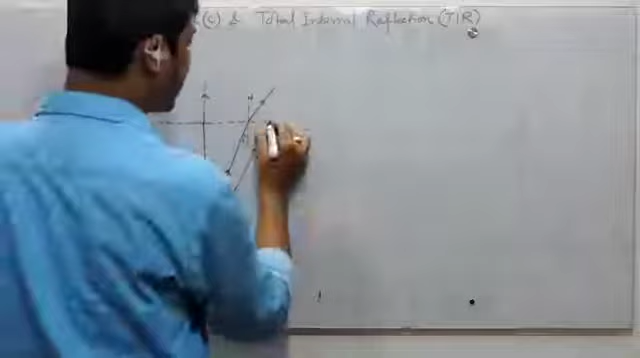 (c) & Total Internal Reflection (TIR)
N